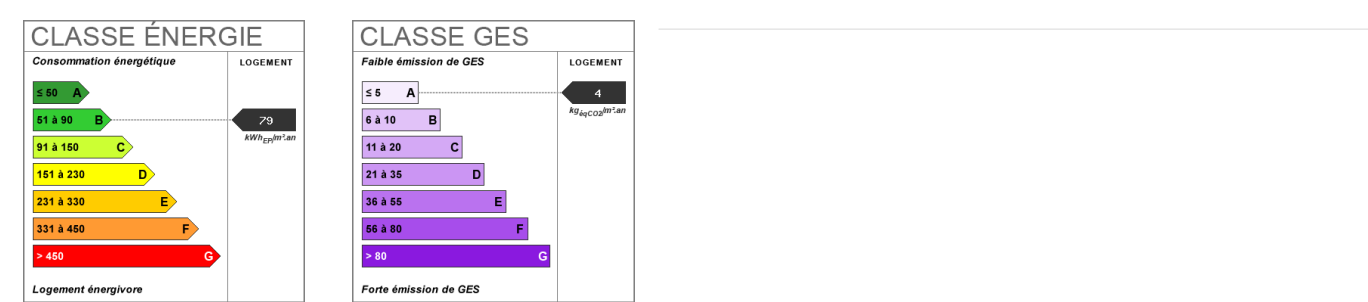 CLASSE ÉNERGIE
Consommation énergétique
LOGEMENT
≤ 50 A
51 à 90 B
79
kWhEP/m².an
91 à 150 C
151 à 230 D
231 à 330 E
331 à 450 F
> 450 G
Logement énergivore
CLASSE GES
Faible émission de GES
LOGEMENT
≤ 5 A
4
kgéqCO2/m².an
6 à 10 B
11 à 20 C
21 à 35 D
36 à 55 E
56 à 80 F
> 80 G
Forte émission de GES